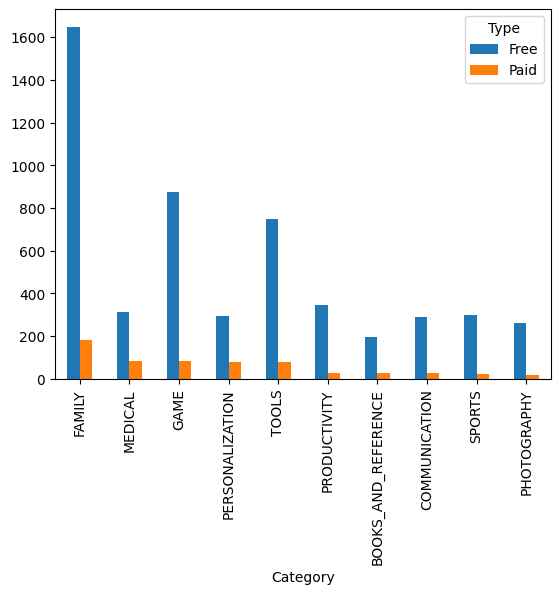 1600
1400
1200
1000
800
600
400
200
0
Type
Free
Paid
FAMILY
MEDICAL
GAME
PERSONALIZATION
TOOLS
PRODUCTIVITY
BOOKS_AND_REFERENCE
COMMUNICATION
SPORTS
PHOTOGRAPHY
Category